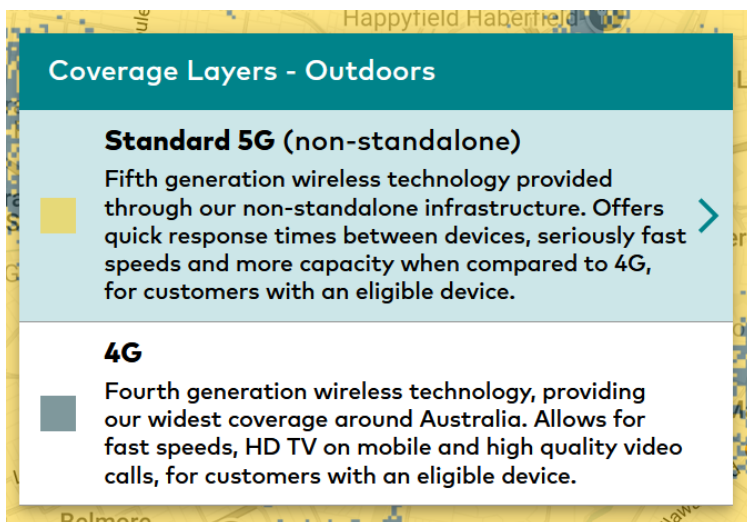 Happyfield Haberfield
Coverage Layers - Outdoors
Standard 5G (non-standalone)
Fifth generation wireless technology provided
through our non-standalone infrastructure. Offers
quick response times between devices, seriously fast
speeds and more capacity when compared to 4G,
for customers with an eligible device.
4G
Fourth generation wireless technology, providing
our widest coverage around Australia. Allows for
fast speeds, HD TV on mobile and high quality video
calls, for customers with an eligible device.
Belmore